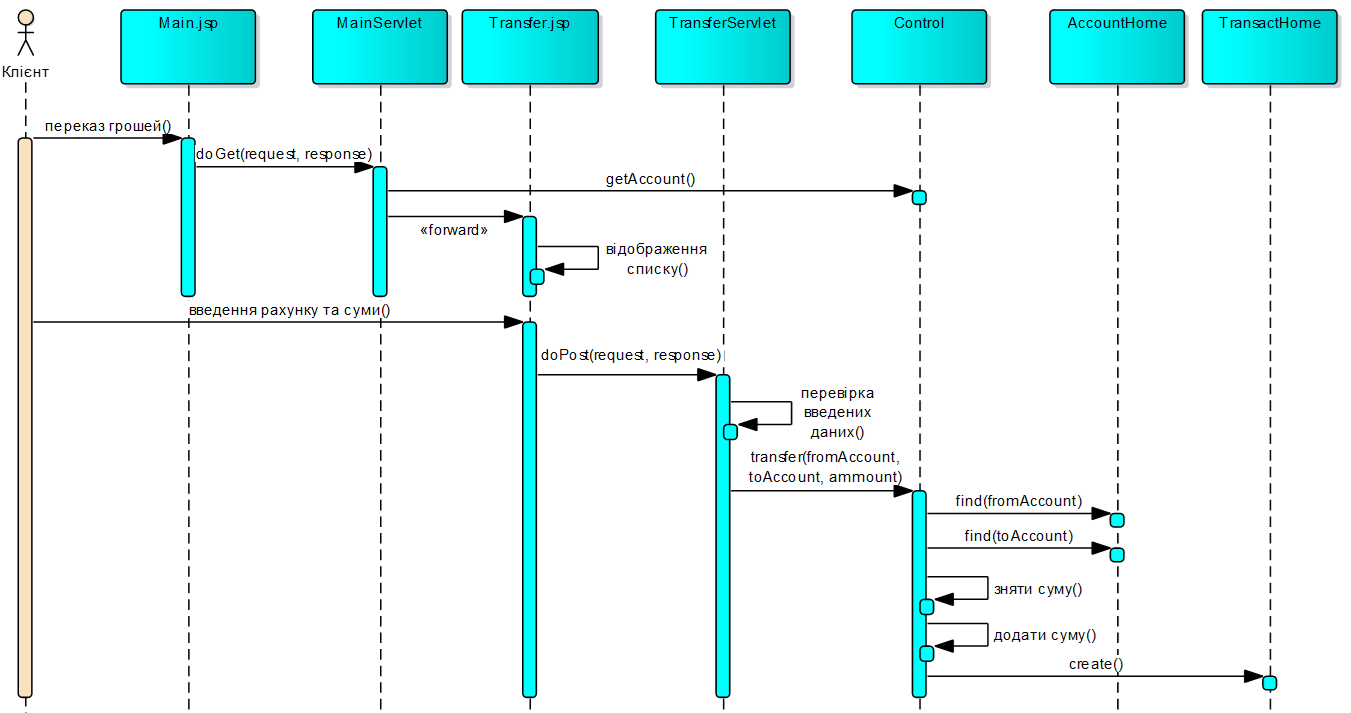 Main.jsp
MainServlet
Transfer.jsp
TransferServlet
Control
AccountHome
TransactHome
Клієнт
переказ грошей()
doGet(request, response)
getAccount()
«forward»
відображення
списку()
введення рахунку та суми()
doPost(request, response)
перевірка
введених
даних()
transfer(fromAccount,
toAccount, ammount)
find(fromAccount)
find(toAccount)
зняти суму()
додати суму()
create()